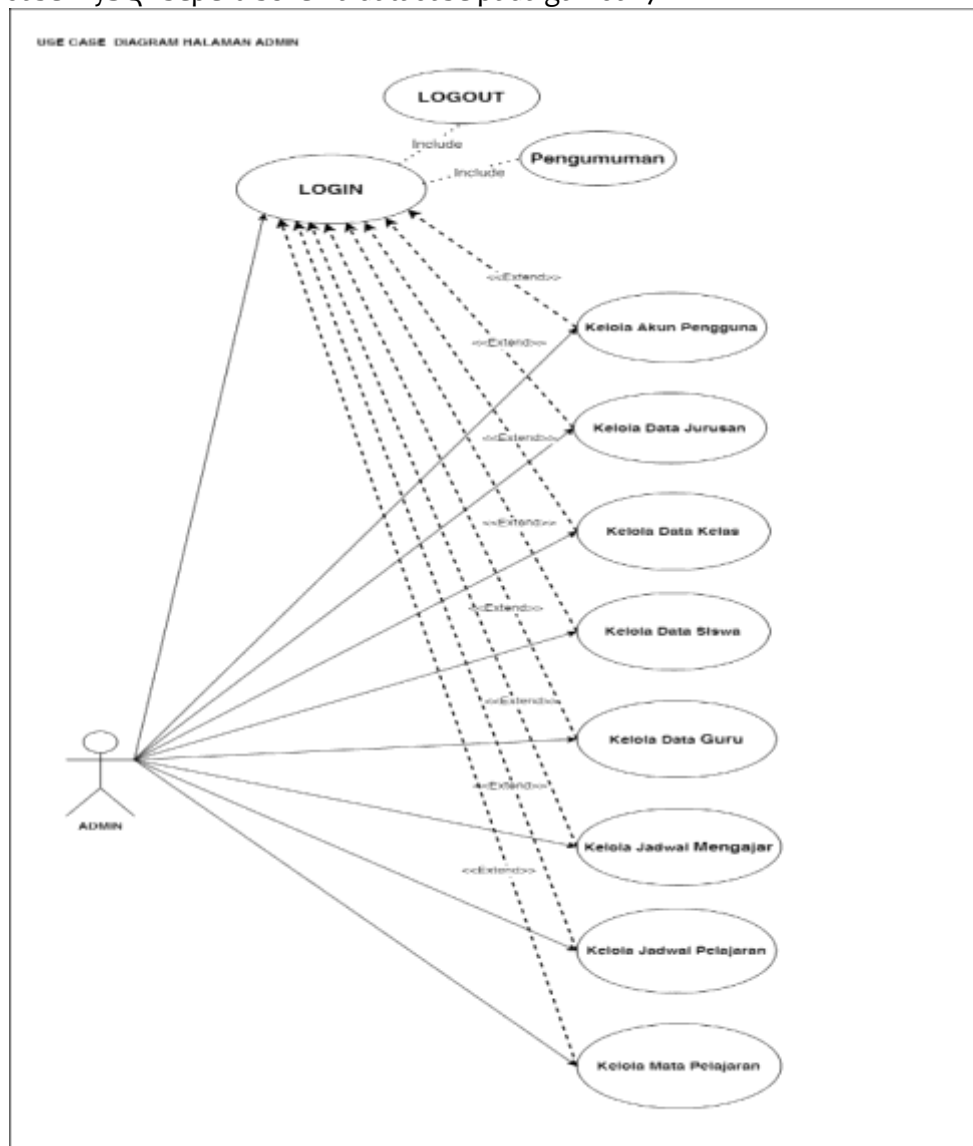 USE CASE DIAGRAM HALAMAN ADMIN
LOGOUT
Include
Pengumuman
Include
LOGIN
<<Extend>>
Kelola Akun Pengguna
<<Extend>>
Kelola Data Jurusan
<<Extend>>
<<Extend>>
Kelola Data Kelas
<<Extend>>
Kelola Data Siswa
<<Extend>>
Kelola Data Guru
<<Extend>>
ADMIN
Kelola Jadwal Mengajar
<<Extend>>
Kelola Jadwal Pelajaran
Kelola Mata Pelajaran